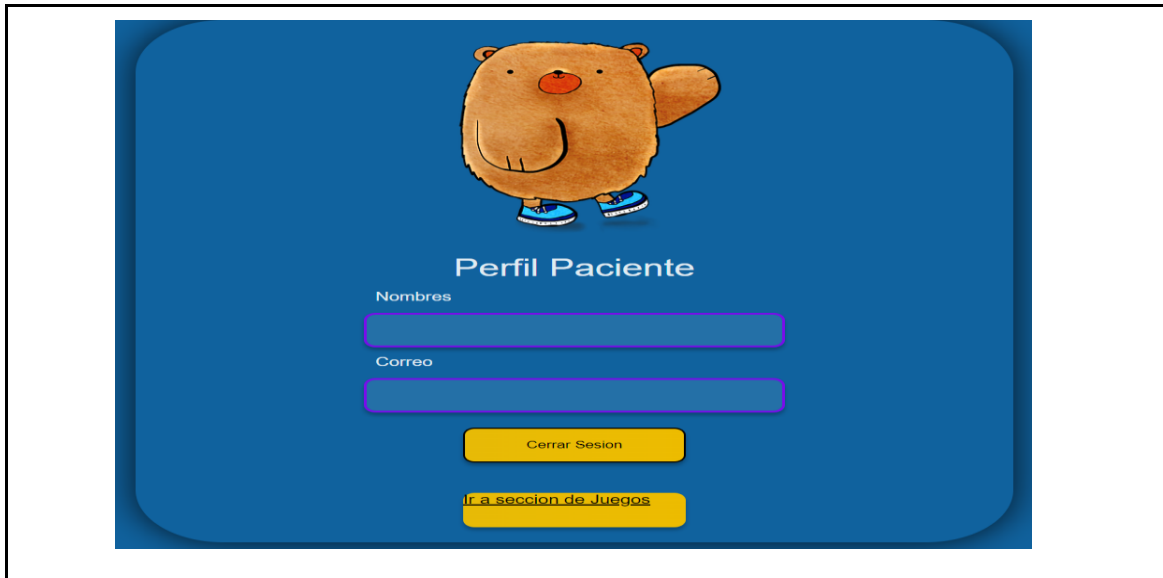 Perfil Paciente
Nombres
Correo
Cerrar Sesion
Ir a seccion de Juegos